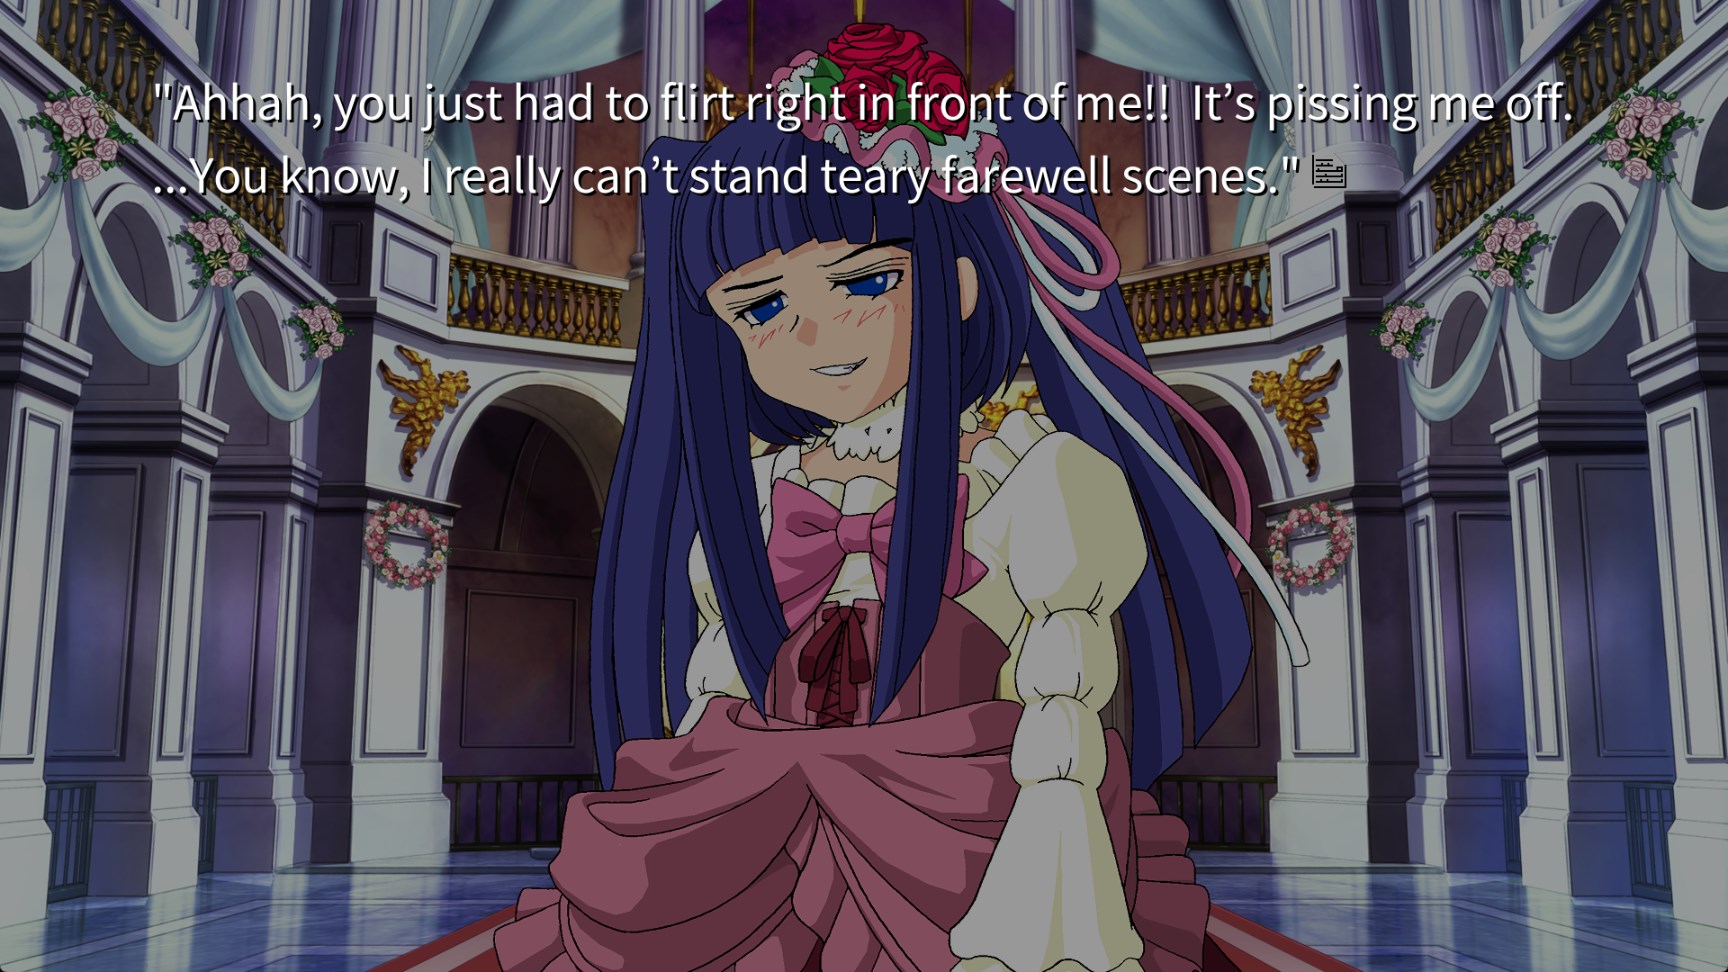 "Ahhah, you just had to flirt right in front of me!!  It’s pissing me off.
...You know, I really can’t stand teary farewell scenes."